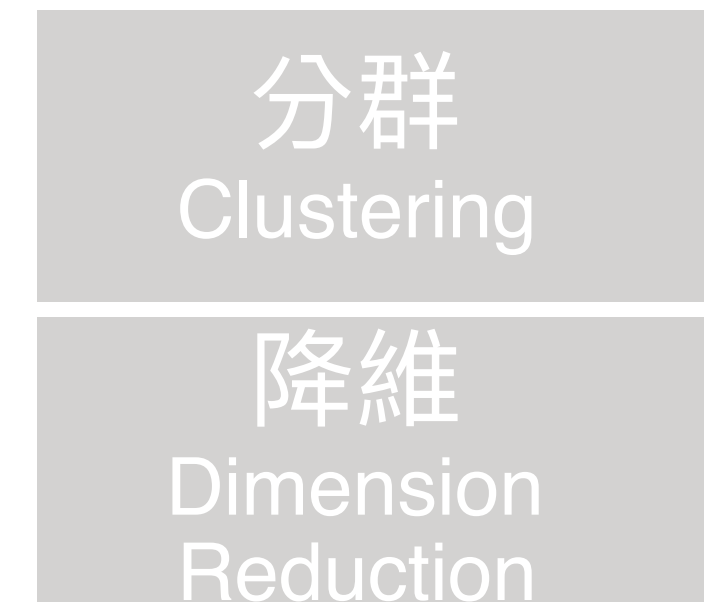 分群
Clustering
降維
Dimension
Reduction